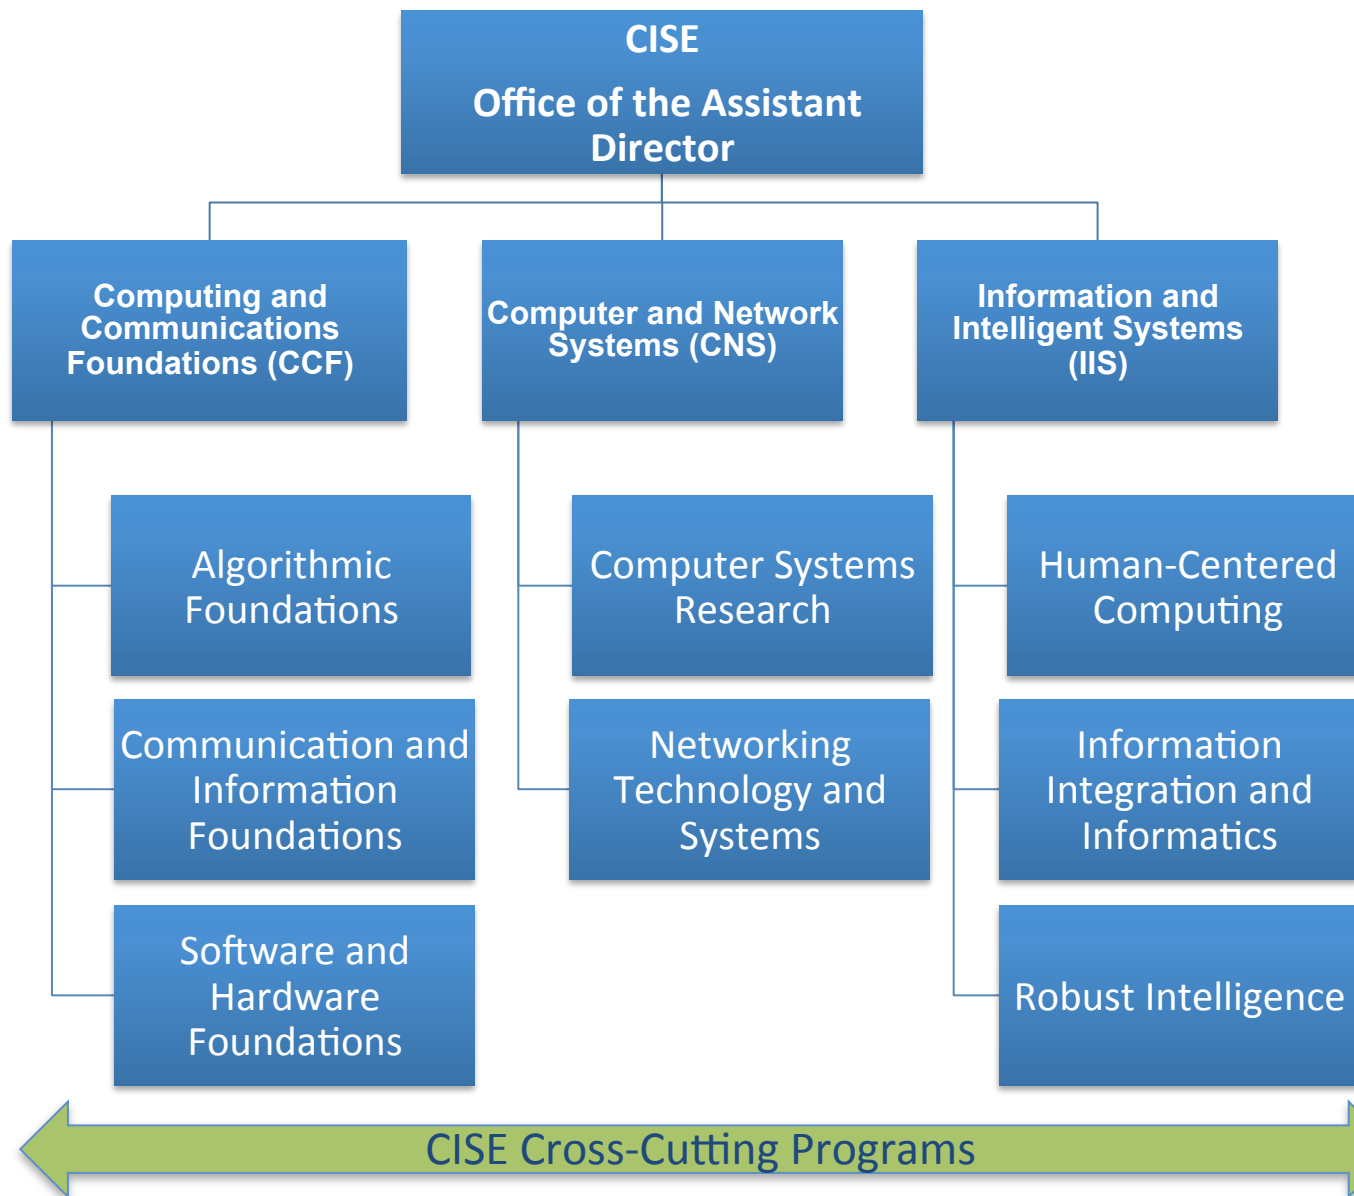 CISE
Office of the Assistant
Director
Computing and
Communications
Foundations (CCF)
Computer and Network
Systems (CNS)
Information and
Intelligent Systems
(IIS)
Algorithmic
Foundations
Communication and
Information
Foundations
Software and
Hardware
Foundations
Computer Systems
Research
Networking
Technology and
Systems
Human-Centered
Computing
Information
Integration and
Informatics
Robust Intelligence
CISE Cross-Cutting Programs